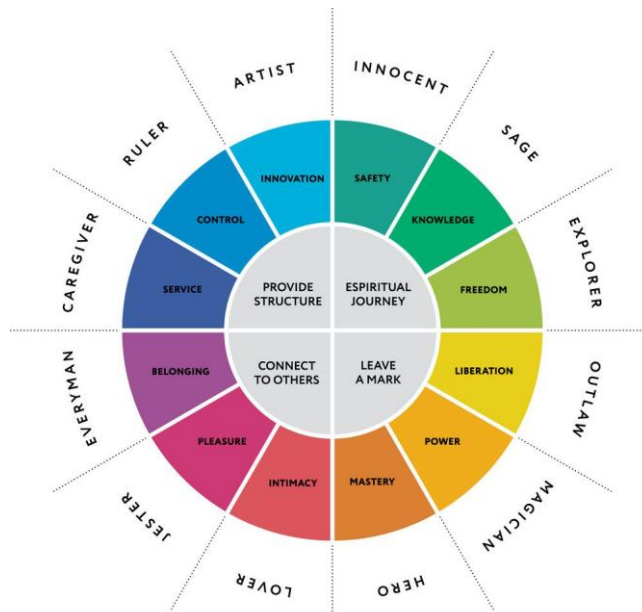 ARTIST
INNOCENT
SAGE
EXPLORER
OUTLAW
MAGICIAN
HERO
LOVER
JESTER
EVERYMAN
CAREGIVER
RULER
INNOVATION
SAFETY
KNOWLEDGE
FREEDOM
LIBERATION
POWER
MASTERY
INTIMACY
PLEASURE
BELONGING
SERVICE
CONTROL
PROVIDE
STRUCTURE
ESPIRITUAL
JOURNEY
CONNECT
TO OTHERS
LEAVE
A MARK